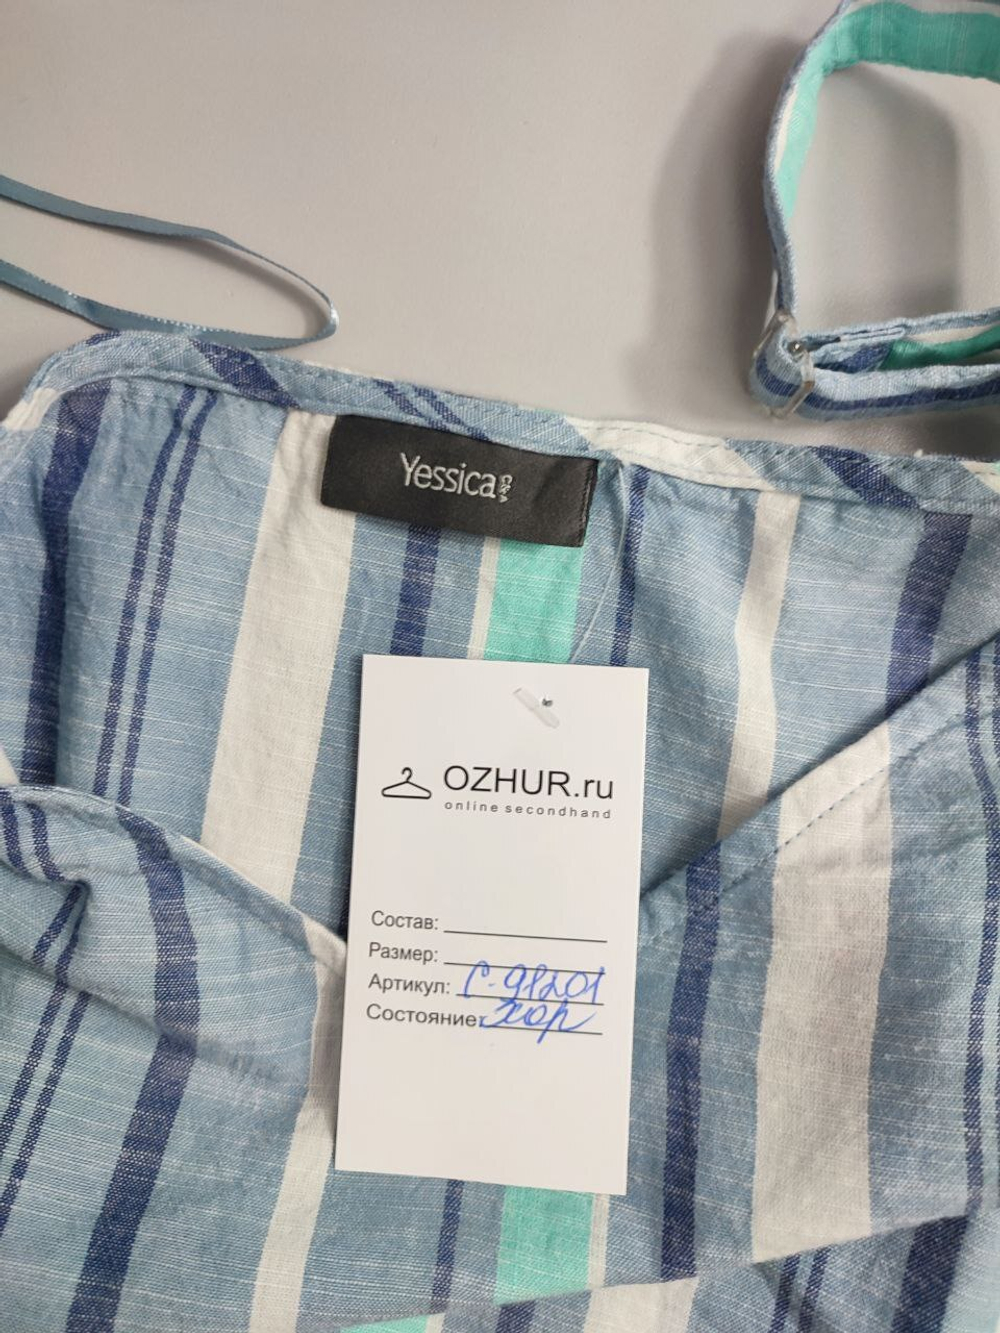 Yessica C&A
OZHUR.ru
online secondhand
Состав:
Размер:
Артикул: С-91201
Состояние: хор